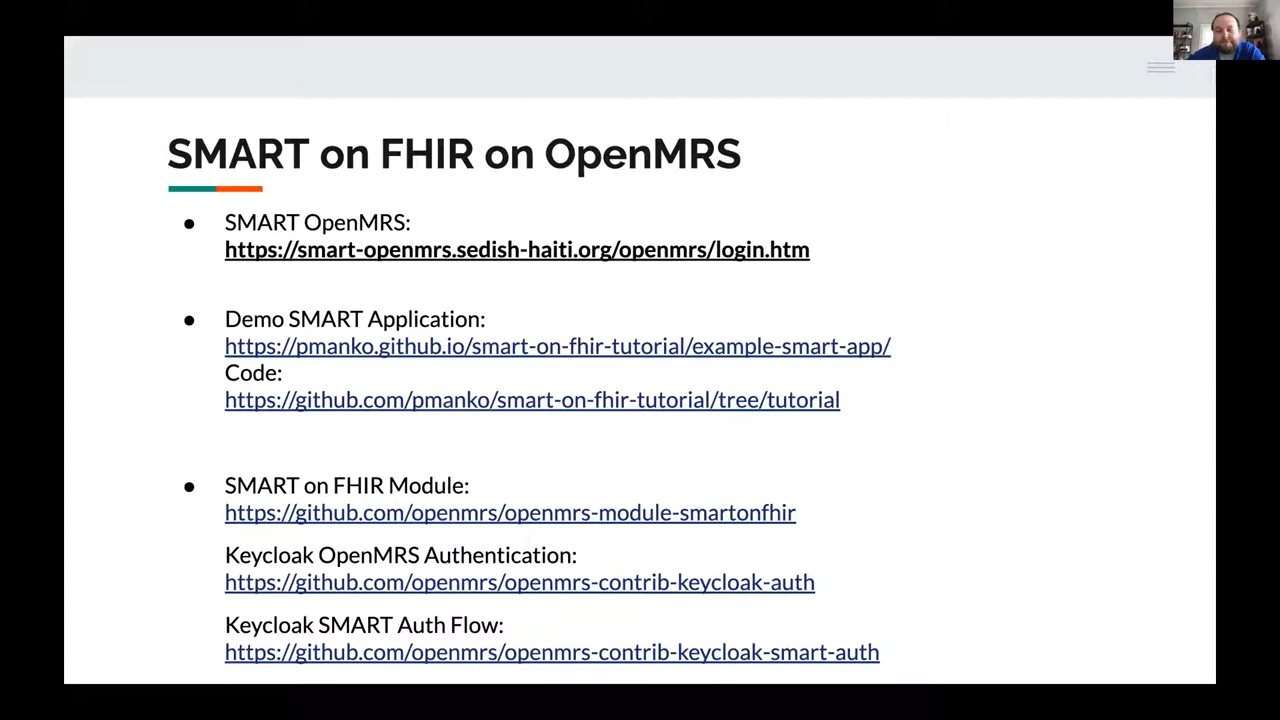 SMART on FHIR on OpenMRS
● SMART OpenMRS:
https://smart-openmrs.sedish-haiti.org/openmrs/login.htm
● Demo SMART Application:
https://pmanko.github.io/smart-on-fhir-tutorial/example-smart-app/
Code:
https://github.com/pmanko/smart-on-fhir-tutorial/tree/tutorial
● SMART on FHIR Module:
https://github.com/openmrs/openmrs-module-smartonfhir
Keycloak OpenMRS Authentication:
https://github.com/openmrs/openmrs-contrib-keycloak-auth
Keycloak SMART Auth Flow:
https://github.com/openmrs/openmrs-contrib-keycloak-smart-auth